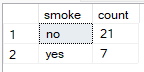 smoke count
1 no 21
2 yes 7